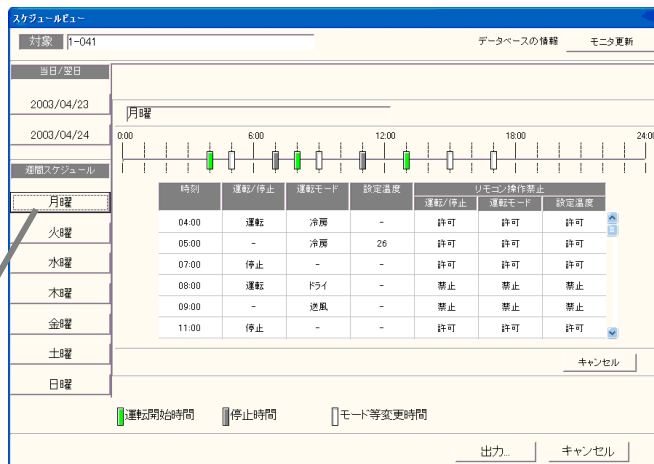 スケジュールビュー
対象 1-041 データベースの情報 モニタ更新
当日/翌日
2003/04/23
2003/04/24
週間スケジュール
月曜
火曜
水曜
木曜
金曜
土曜
日曜
月曜
0:00 6:00 12:00 18:00 24:00
時刻 運転/停止 運転モード 設定温度 リモコン操作禁止
運転/停止 運転モード 設定温度
04:00 運転 冷房 - 許可 許可 許可
05:00 - 冷房 26 許可 許可 許可
07:00 停止 - - 許可 許可 許可
08:00 運転 ドライ - 禁止 禁止 禁止
09:00 - 送風 - 禁止 禁止 禁止
11:00 停止 - - 許可 許可 許可
キャンセル
運転開始時間 停止時間 モード等変更時間
出力... キャンセル